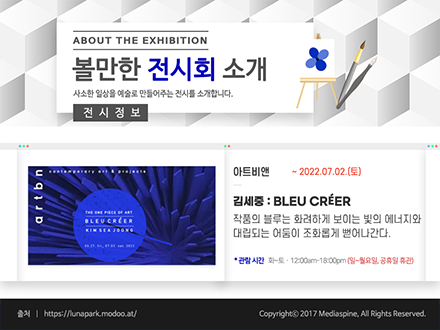 ABOUT THE EXHIBITION
볼만한 전시회 소개
사소한 일상을 예술로 만들어주는 전시를 소개합니다.
전시정보
artbn
contemporary art & projects
THE ONE PIECE OF ART
BLEU CRÉER
KIM SEAJOONG
아트비앤 ~ 2022.07.02.(토)
김세중 : BLEU CRÉER
작품의 블루는 화려하게 보이는 빛의 에너지와
대립되는 어둠이 조화롭게 뻗어나간다.
* 관람 시간 화~토 · 12:00am~18:00pm (일~월요일, 공휴일 휴관)
출처 | https://lunapark.modoo.at/
Copyrightⓒ 2017 Mediaspine, All Rights Reserved.